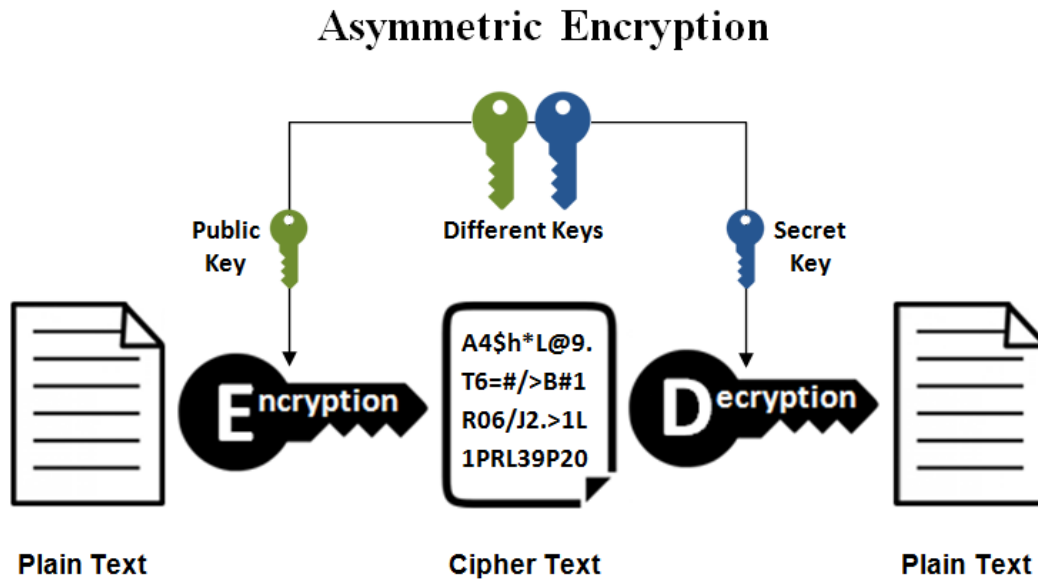 Asymmetric Encryption
Public
Key
Different Keys
Secret
Key
Encryption
A4$h*L@9.
T6=#/>B#1
R06/J2.>1L
1PRL39P20
Decryption
Plain Text
Cipher Text
Plain Text